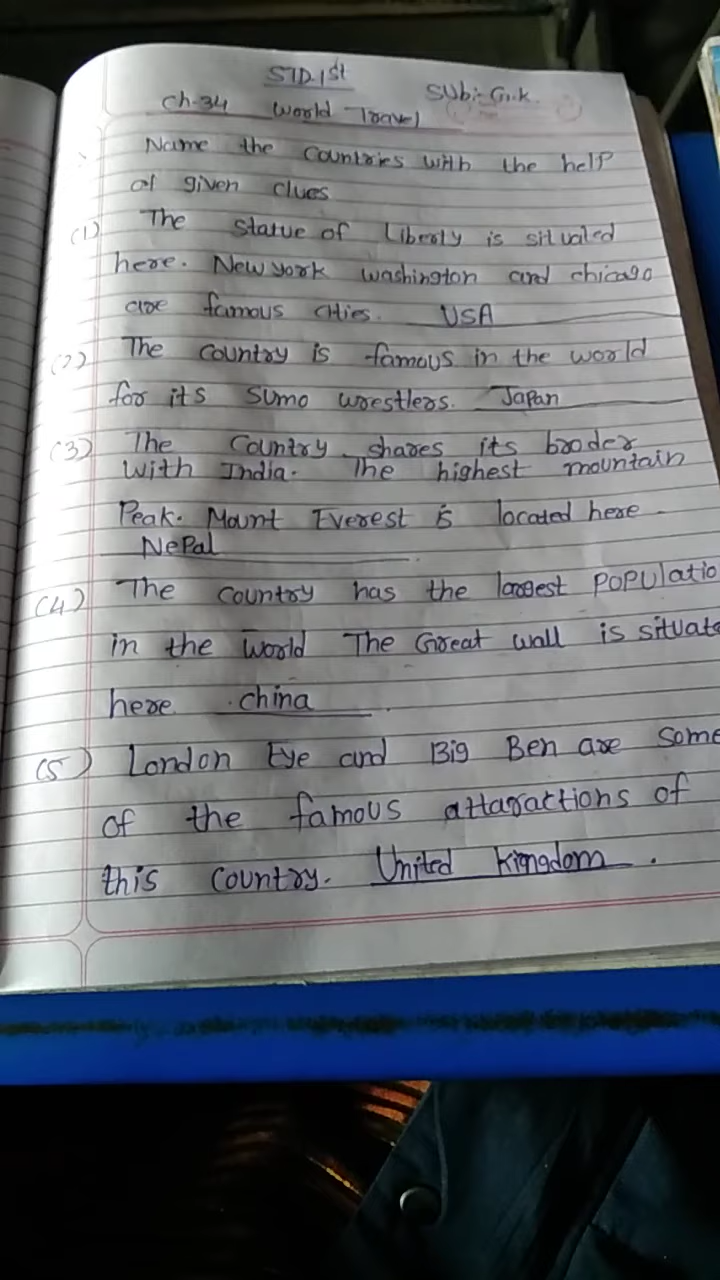 STD 1st
Sub:- G.K.
Ch-34 World Travel
Name the Countries with the help
of given clues
(1) The Statue of Liberty is situated
here. New york washington and chicago
are famous cities. USA
(2) The country is famous in the world
for its Sumo wrestlers. Japan
(3) The Country shares its broder
with India. The highest mountain
Peak. Mount Everest is located here
Nepal
(4) The country has the largest POPUlatio
in the world The Great wall is situate
here china.
(5) London Eye and Big Ben are some
of the famous attaractions of
this country. United kingdom.